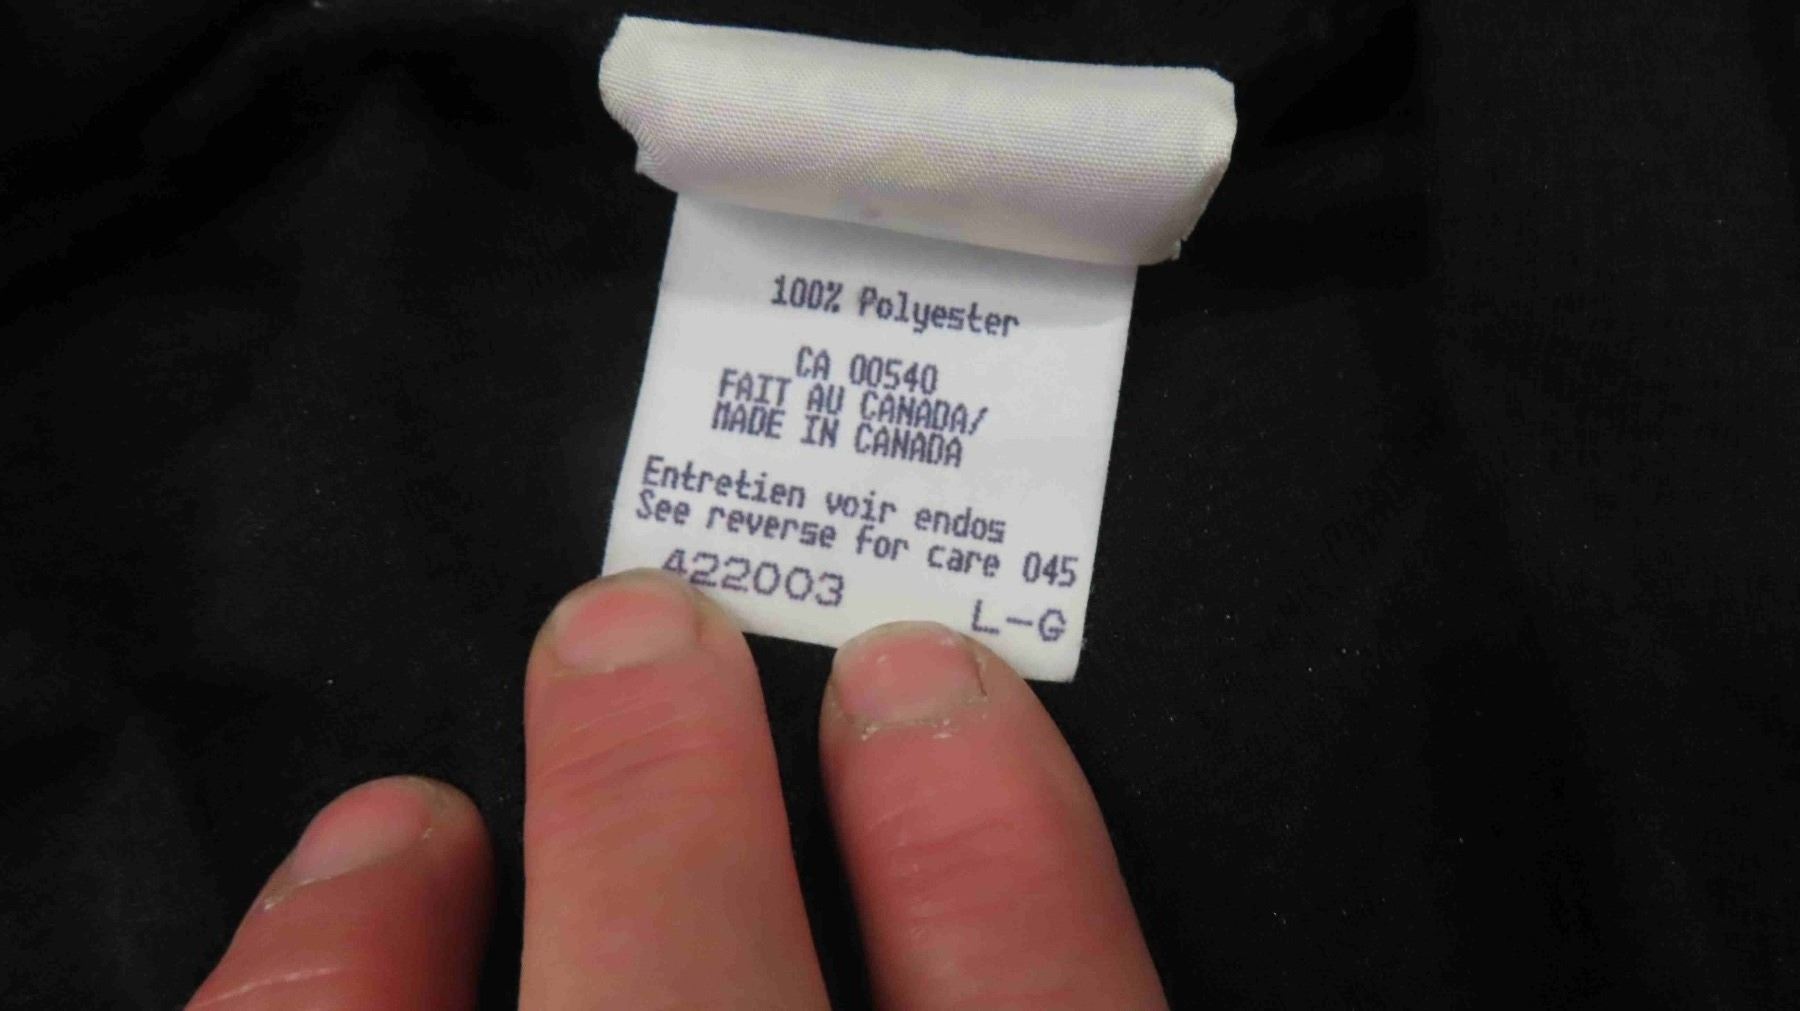 100% Polyester
CA 00540
FAIT AU CANADA/
MADE IN CANADA
Entretien voir endos
See reverse for care 045
422003
L-G